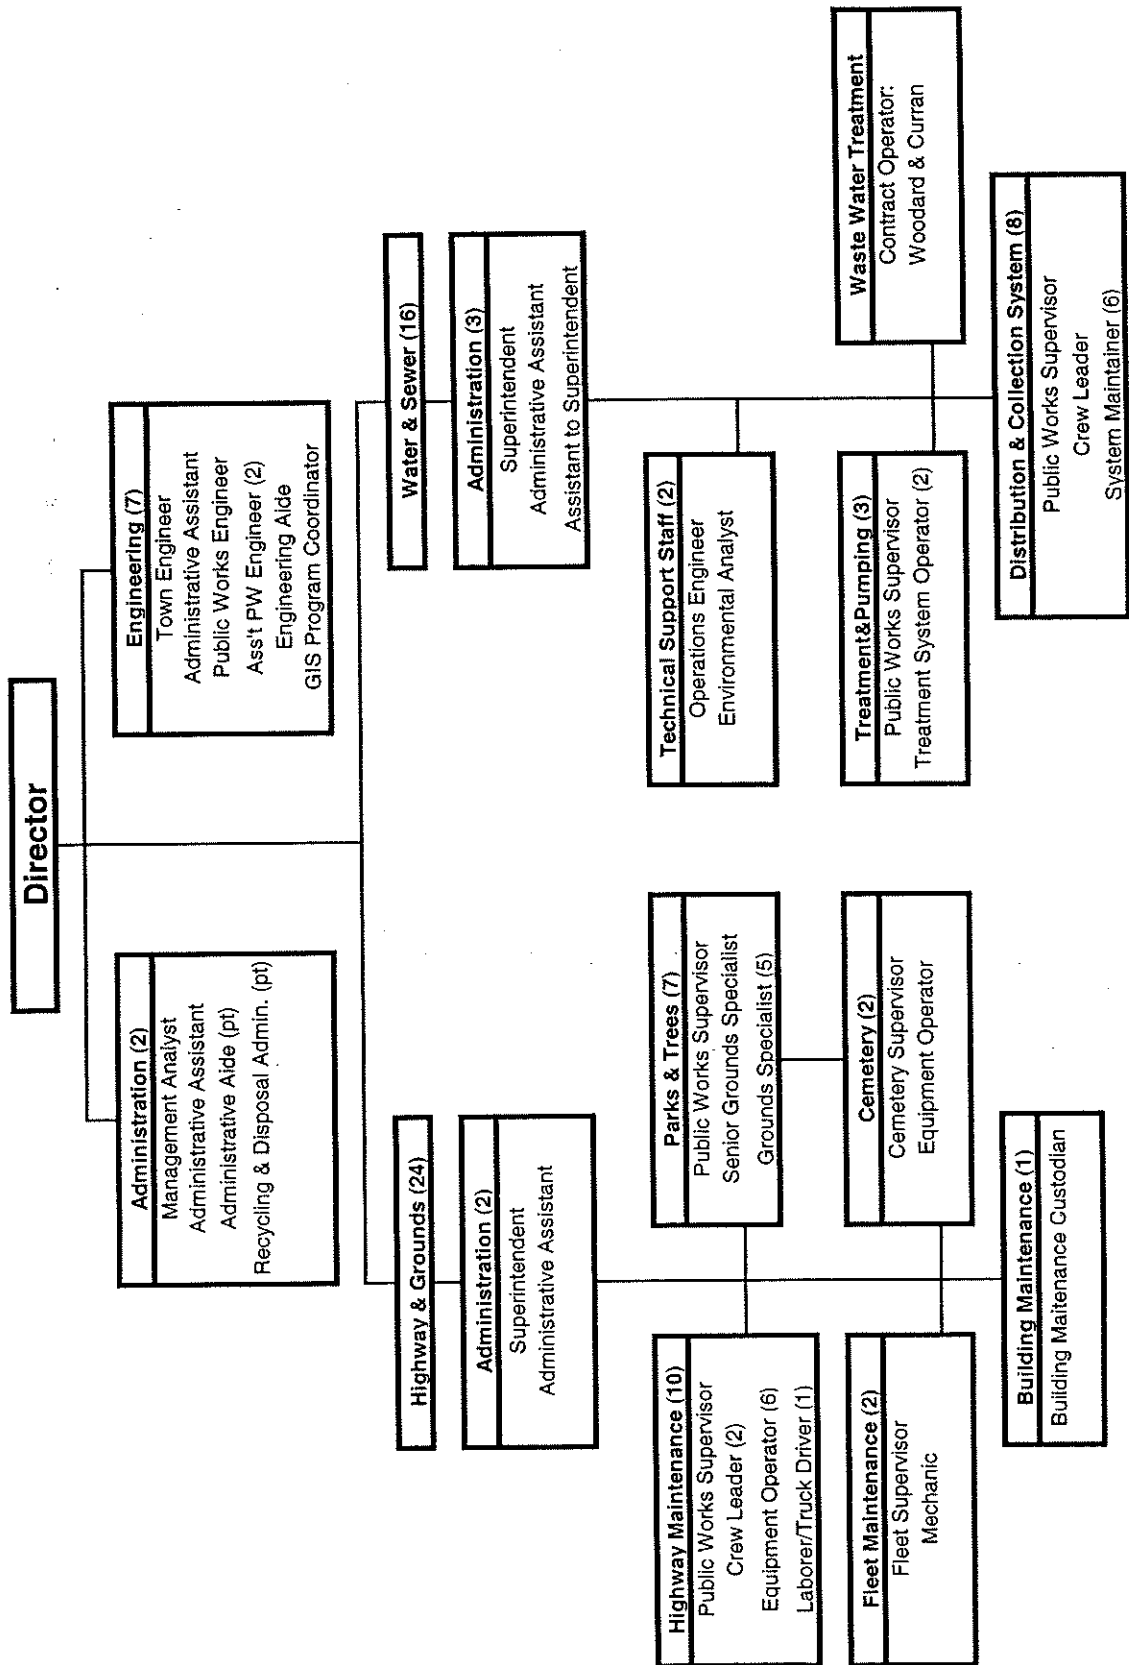 Director
Administration (2)
Management Analyst
Administrative Assistant
Administrative Aide (pt)
Recycling & Disposal Admin. (pt)
Engineering (7)
Town Engineer
Administrative Assistant
Public Works Engineer
Ass't PW Engineer (2)
Engineering Aide
GIS Program Coordinator
Highway & Grounds (24)
Administration (2)
Superintendent
Administrative Assistant
Water & Sewer (16)
Administration (3)
Superintendent
Administrative Assistant
Assistant to Superintendent
Highway Maintenance (10)
Public Works Supervisor
Crew Leader (2)
Equipment Operator (6)
Laborer/Truck Driver (1)
Parks & Trees (7)
Public Works Supervisor
Senior Grounds Specialist
Grounds Specialist (5)
Technical Support Staff (2)
Operations Engineer
Environmental Analyst
Fleet Maintenance (2)
Fleet Supervisor
Mechanic
Cemetery (2)
Cemetery Supervisor
Equipment Operator
Treatment&Pumping (3)
Public Works Supervisor
Treatment System Operator (2)
Waste Water Treatment
Contract Operator:
Woodard & Curran
Building Maintenance (1)
Building Maitenance Custodian
Distribution & Collection System (8)
Public Works Supervisor
Crew Leader
System Maintainer (6)